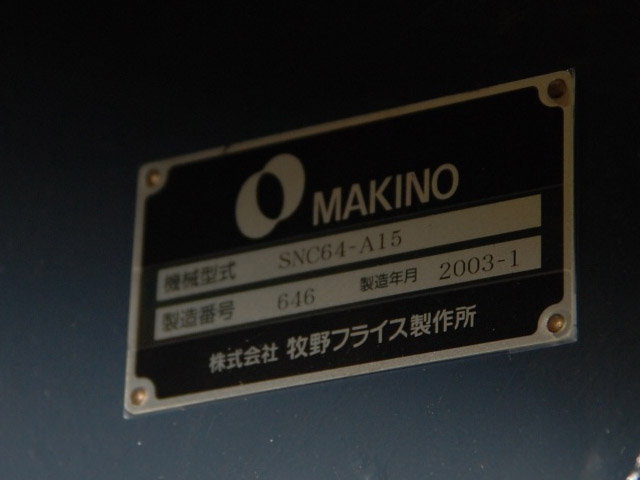 MAKINO
機械型式 SNC64-A15
製造番号 646 製造年月 2003-1
株式会社 牧野フライス製作所